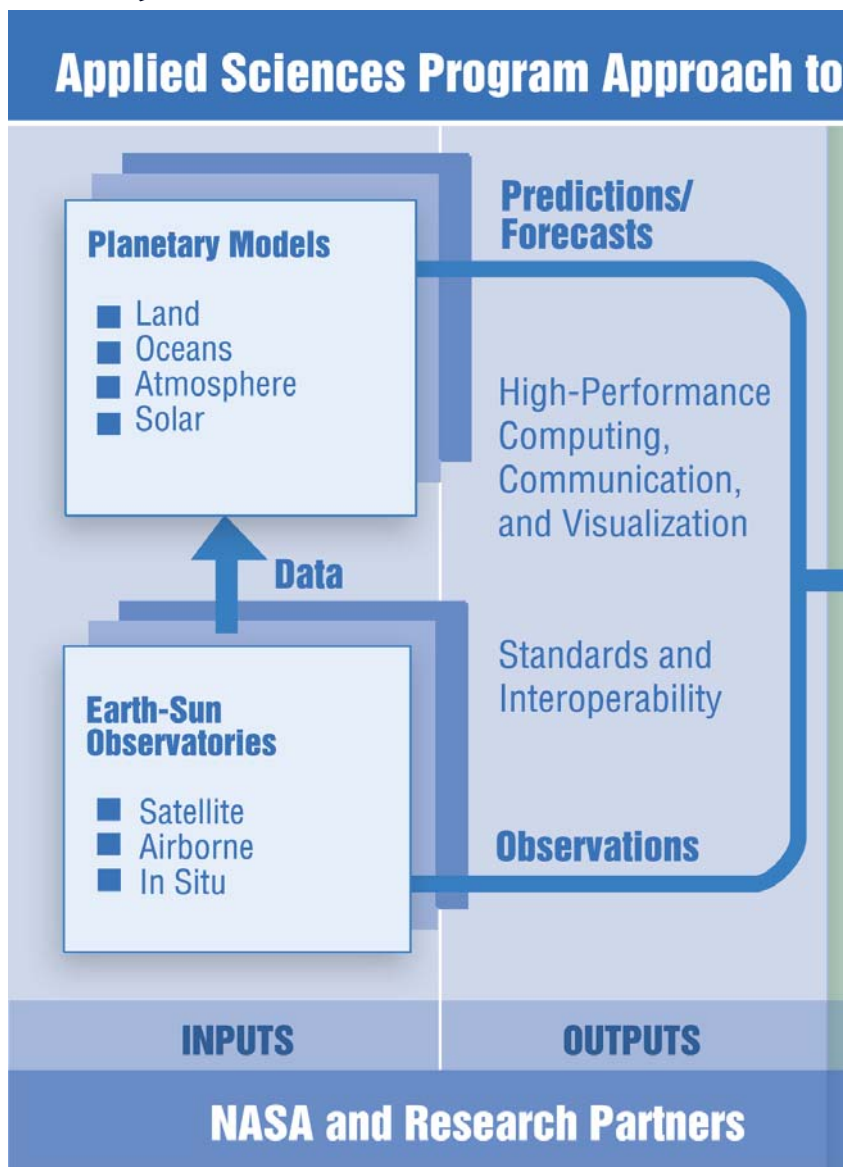 Applied Sciences Program Approach to
Planetary Models
Land
Oceans
Atmosphere
Solar
Data
Earth-Sun
Observatories
Satellite
Airborne
In Situ
Predictions/
Forecasts
High-Performance
Computing,
Communication,
and Visualization
Standards and
Interoperability
Observations
INPUTS
OUTPUTS
NASA and Research Partners